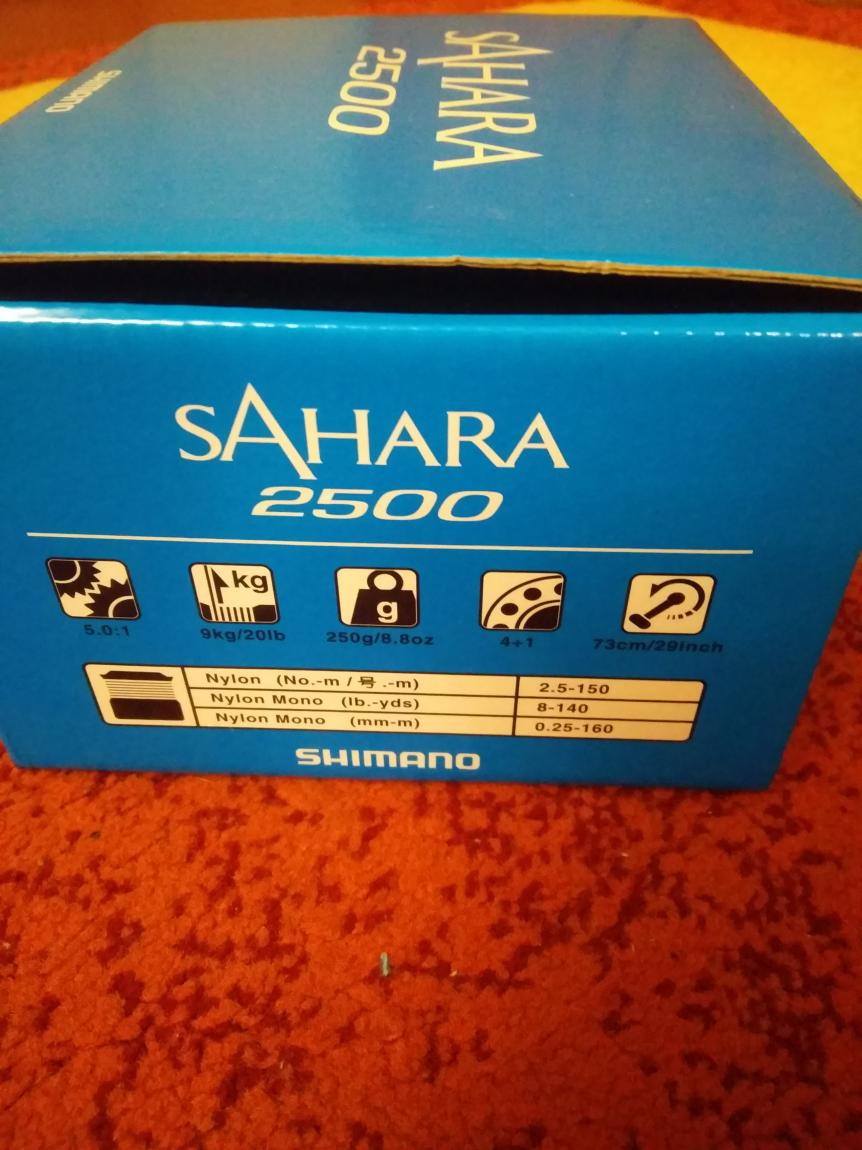 SAHARA
2500
SHIMANO
SAHARA
2500
kg
g
5.0:1
9kg/20lb
250g/8.8oz
4+1
73cm/29inch
Nylon (No.-m / 号.-m) 2.5-150
Nylon Mono (lb.-yds) 8-140
Nylon Mono (mm-m) 0.25-160
SHIMANO